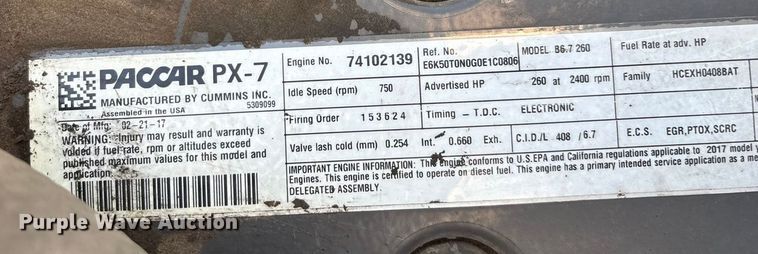 PACCAR PX-7
MANUFACTURED BY CUMMINS INC.
Assembled in the USA 5309099
Date of Mfg. 02-21-17
WARNING: Injury may result and warranty is
voided if fuel rate, rpm or altitudes exceed
published maximum values for this model and
application.
Engine No. 74102139
Ref. No.
E6K50TON0GOE1C0806
MODEL B6.7 260
Fuel Rate at adv. HP
Idle Speed (rpm) 750
Advertised HP 260 at 2400 rpm
Family HCEXH0408BAT
Firing Order 153624
Timing - T.D.C. ELECTRONIC
Valve lash cold (mm) 0.254 Int. 0.660 Exh.
C.I.D./L 408 / 6.7
E.C.S. EGR,PTOX,SCRC
IMPORTANT ENGINE INFORMATION: This engine conforms to U.S.EPA and California regulations applicable to 2017 model y
Engines. This engine is certified to operate on diesel fuel. This engine has a primary intended service application as a me
DELEGATED ASSEMBLY.
Purple Wave Auction